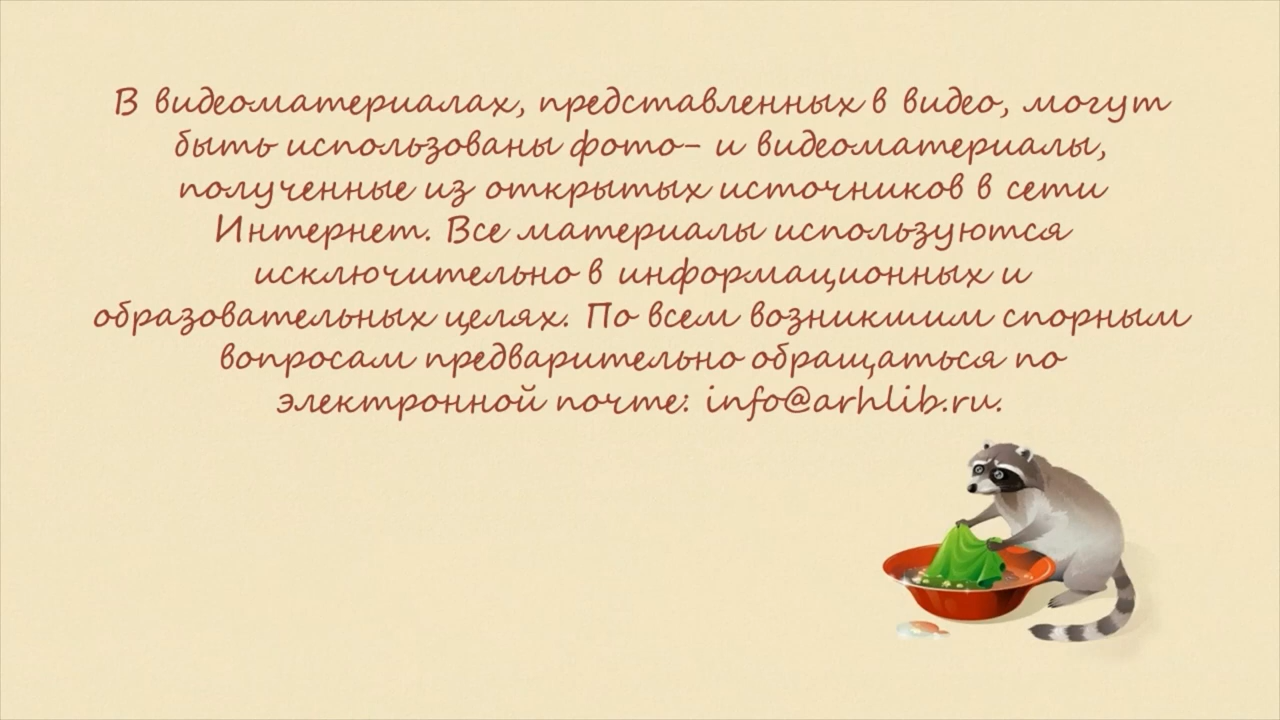 В видеоматериалах, представленных в видео, могут
быть использованы фото- и видеоматериалы,
полученные из открытых источников в сети
Интернет. Все материалы используются
исключительно в информационных и
образовательных целях. По всем возникшим спорным
вопросам предварительно обращаться по
электронной почте: info@arhlib.ru.